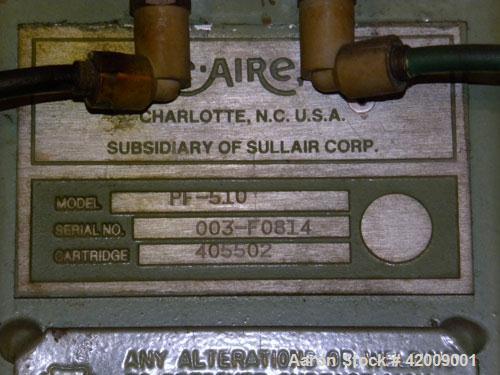 AIRE
CHARLOTTE, N.C. U.S.A.
SUBSIDIARY OF SULLAIR CORP.
MODEL PF-510
SERIAL NO. 003-F0814
CARTRIDGE 405502
ANY ALTERATION OR
Aaron Stock # 42009001